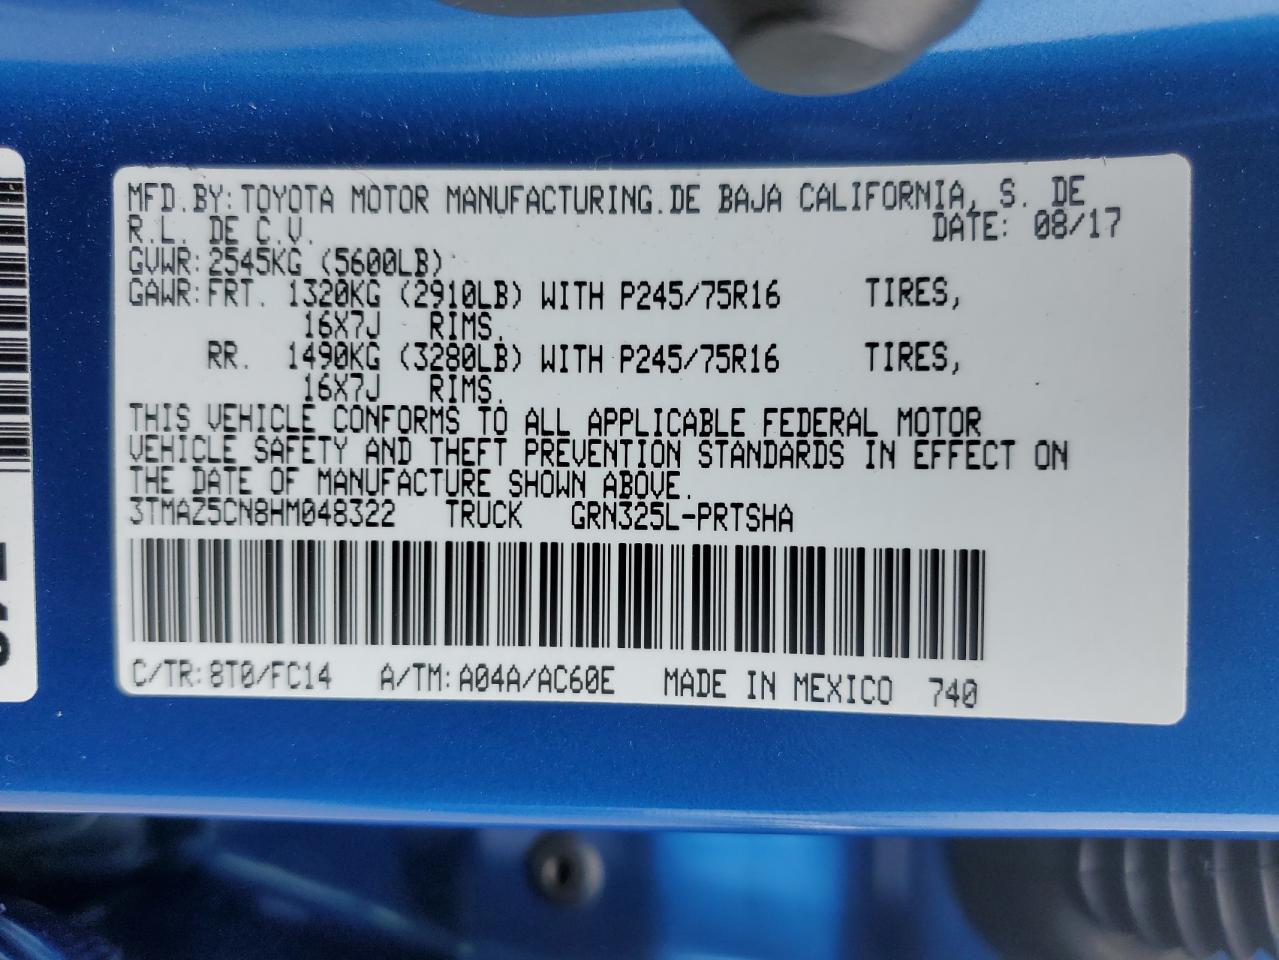 MFD.BY:TOYOTA MOTOR MANUFACTURING.DE BAJA CALIFORNIA, S. DE
R.L. DE C.V. DATE: 08/17
GVWR:2545KG (5600LB)
GAWR:FRT. 1320KG (2910LB) WITH P245/75R16 TIRES,
16X7J RIMS.
RR. 1490KG (3280LB) WITH P245/75R16 TIRES,
16X7J RIMS.
THIS VEHICLE CONFORMS TO ALL APPLICABLE FEDERAL MOTOR
VEHICLE SAFETY AND THEFT PREVENTION STANDARDS IN EFFECT ON
THE DATE OF MANUFACTURE SHOWN ABOVE.
3TMAZ5CN8HM048322 TRUCK GRN325L-PRTSHA
C/TR:8T0/FC14 A/TM:A04A/AC60E MADE IN MEXICO 740